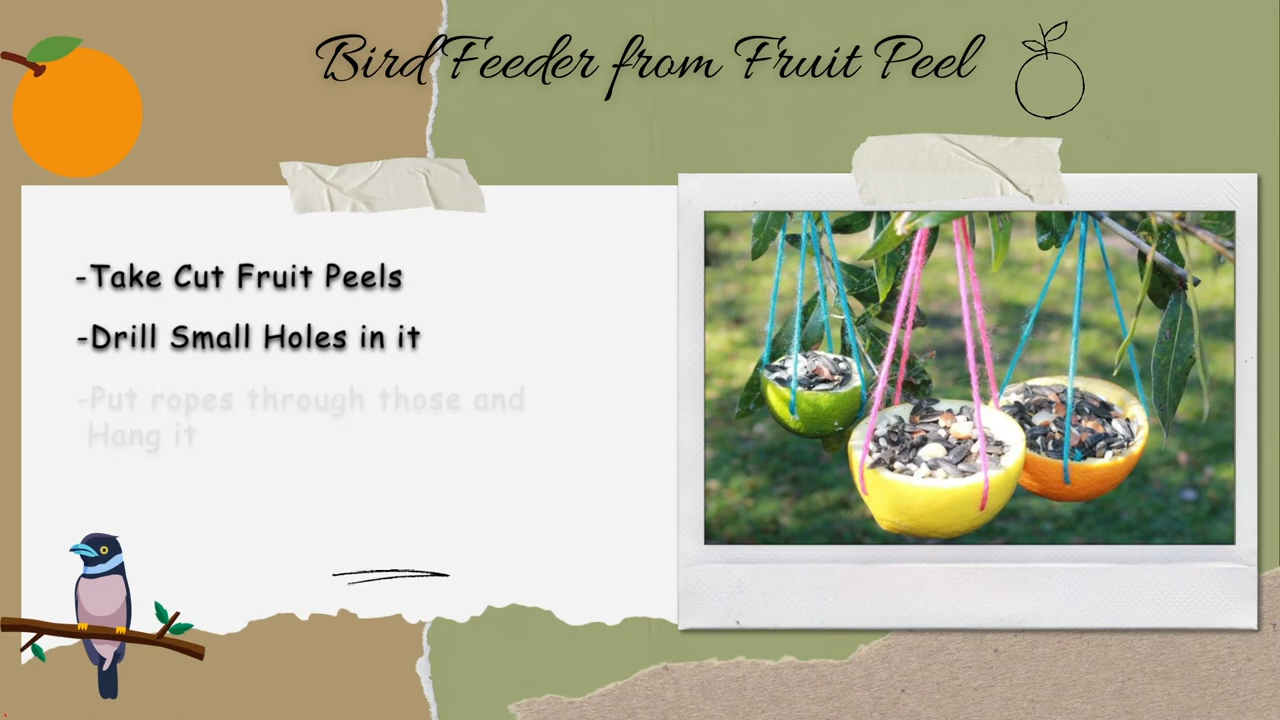 Bird Feeder from Fruit Peel
-Take Cut Fruit Peels
-Drill Small Holes in it
-Put ropes through those and
Hang it